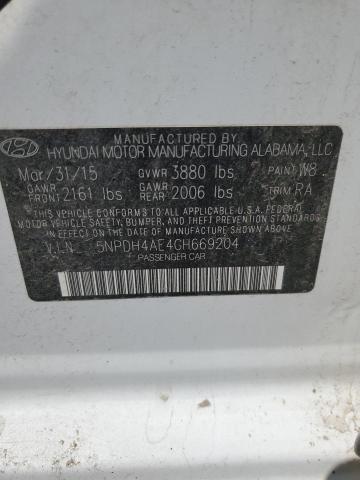 MANUFACTURED BY
HYUNDAI MOTOR MANUFACTURING ALABAMA, LLC
Mar/31/15 GVWR 3880 lbs PAINT W8
GAWR FRONT 2161 lbs GAWR REAR 2006 lbs TRIM RA
THIS VEHICLE CONFORMS TO ALL APPLICABLE U.S.A. FEDERAL
MOTOR VEHICLE SAFETY, BUMPER, AND THEFT PREVENTION
STANDARDS IN EFFECT ON THE DATE OF MANUFACTURE SHOWN ABOVE.
V.I.N. 5NPDH4AE4GH669204
PASSENGER CAR